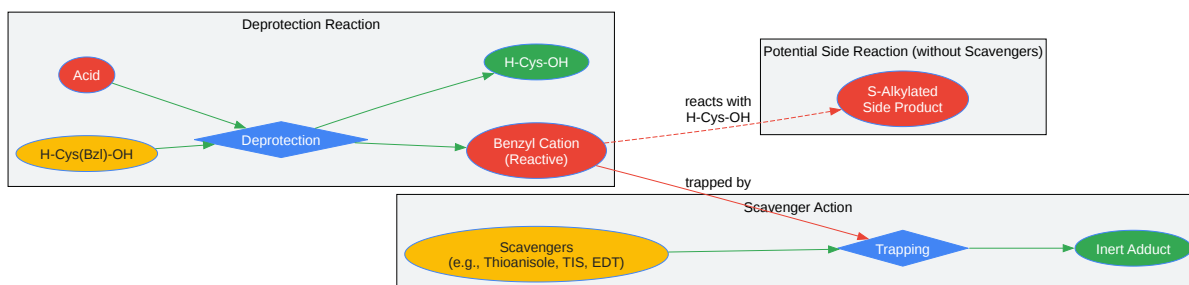 Deprotection Reaction
Acid
H-Cys(Bzl)-OH
Deprotection
H-Cys-OH
Benzyl Cation
(Reactive)
reacts with
H-Cys-OH
Potential Side Reaction (without Scavengers)
S-Alkylated
Side Product
trapped by
Scavenger Action
Scavengers
(e.g., Thioanisole, TIS, EDT)
Trapping
Inert Adduct